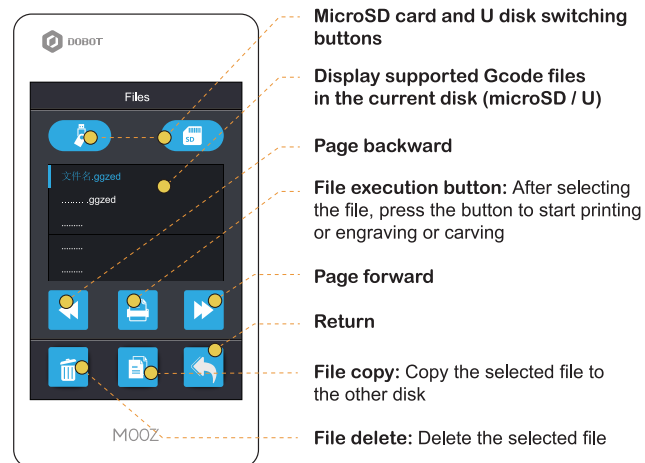 DOBOT
Files
SD
文件名.ggzed
........ .ggzed
.........
.........
.........
MOOZ
MicroSD card and U disk switching
buttons
Display supported Gcode files
in the current disk (microSD / U)
Page backward
File execution button: After selecting
the file, press the button to start printing
or engraving or carving
Page forward
Return
File copy: Copy the selected file to
the other disk
File delete: Delete the selected file